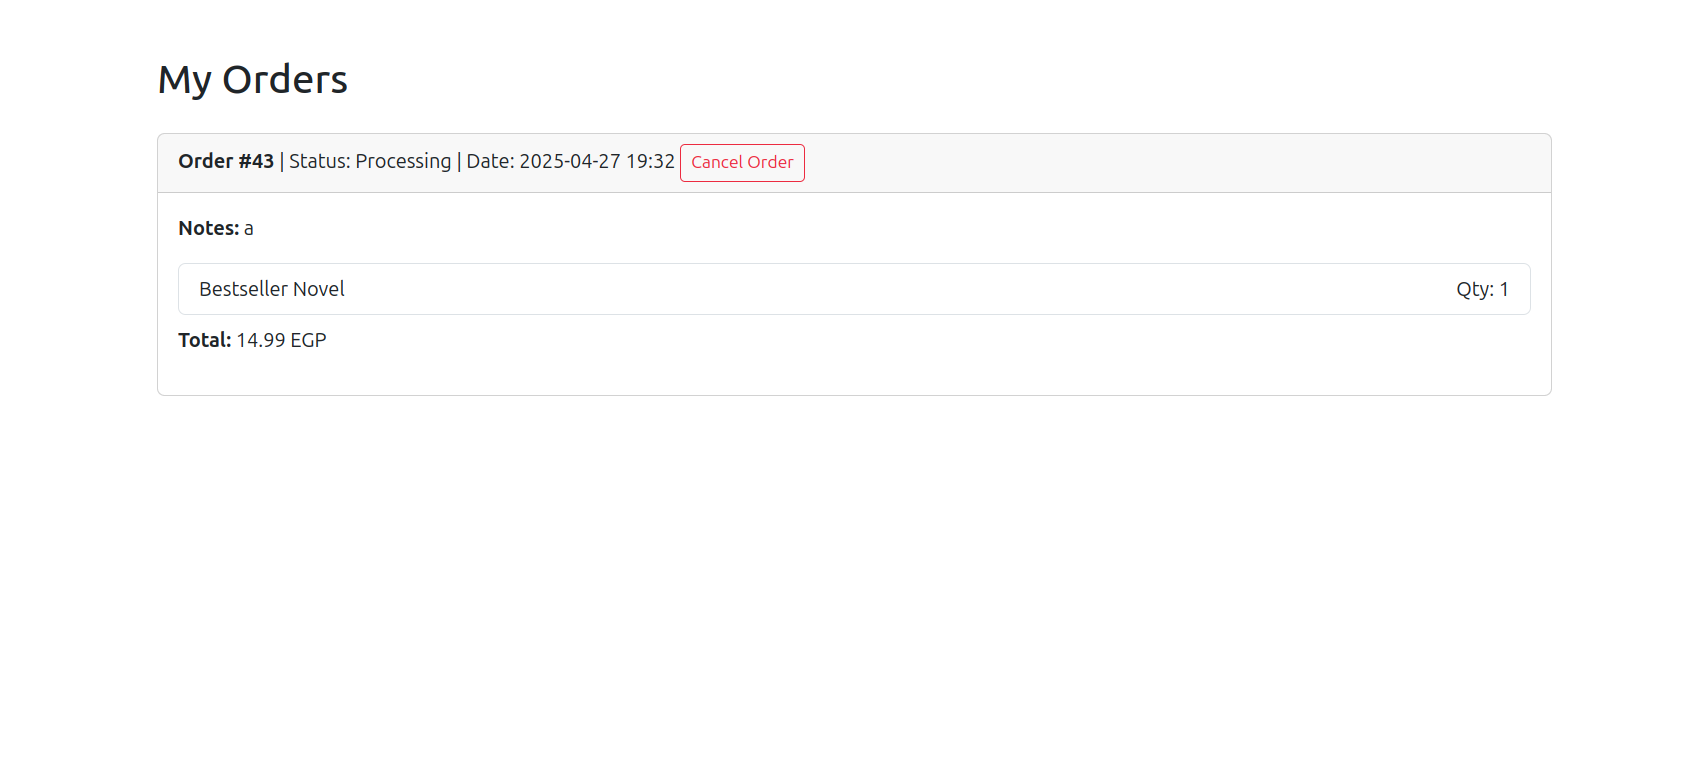 My Orders
Order #43 | Status: Processing | Date: 2025-04-27 19:32 Cancel Order
Notes: a
Bestseller Novel Qty: 1
Total: 14.99 EGP